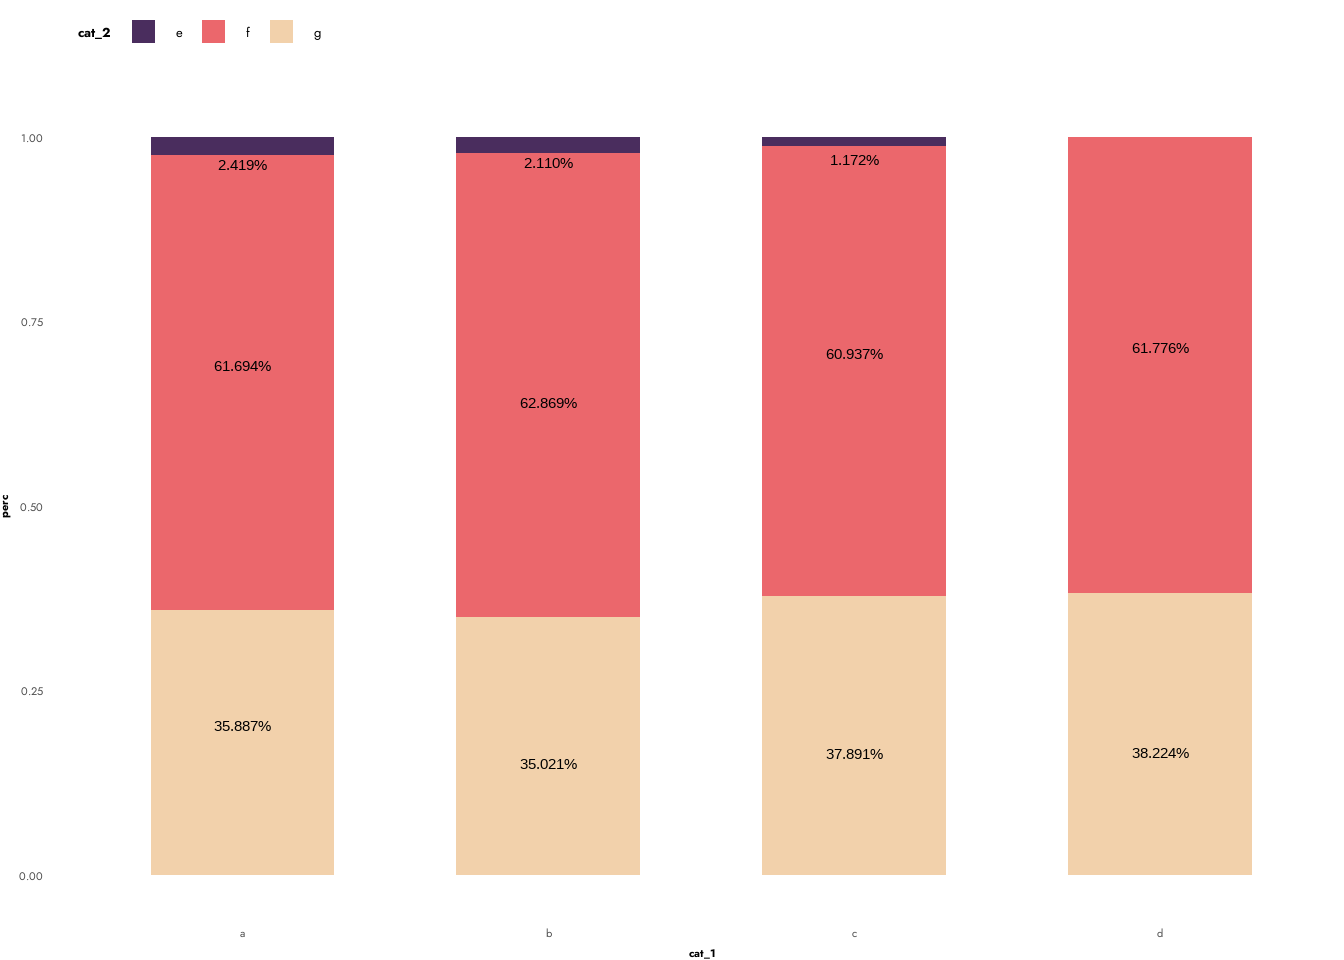 cat_2 e f g
1.00
2.419% 2.110% 1.172%
0.75
61.694% 62.869% 60.937% 61.776%
perc
0.50
0.25
35.887% 35.021% 37.891% 38.224%
0.00
a b c d
cat_1